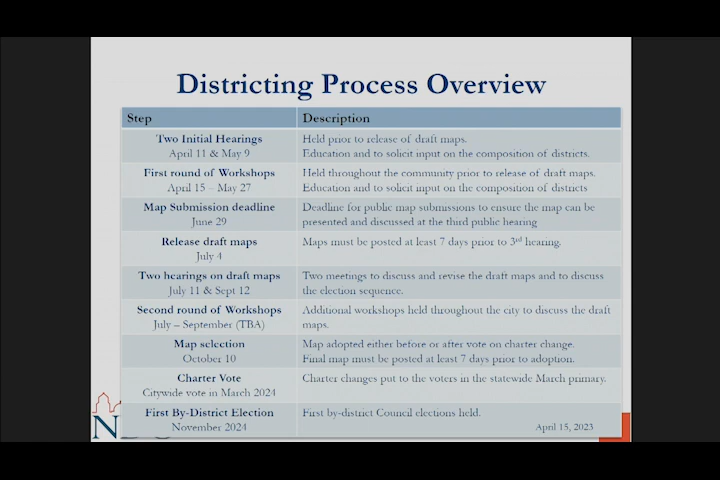 Districting Process Overview
Step Description
Two Initial Hearings
April 11 & May 9
Held prior to release of draft maps.
Education and to solicit input on the composition of districts.
First round of Workshops
April 15 – May 27
Held throughout the community prior to release of draft maps.
Education and to solicit input on the composition of districts
Map Submission deadline
June 29
Deadline for public map submissions to ensure the map can be
presented and discussed at the third public hearing
Release draft maps
July 4
Maps must be posted at least 7 days prior to 3rd hearing.
Two hearings on draft maps
July 11 & Sept 12
Two meetings to discuss and revise the draft maps and to discuss
the election sequence.
Second round of Workshops
July – September (TBA)
Additional workshops held throughout the city to discuss the draft
maps.
Map selection
October 10
Map adopted either before or after vote on charter change.
Final map must be posted at least 7 days prior to adoption.
Charter Vote
Citywide vote in March 2024
Charter changes put to the voters in the statewide March primary.
First By-District Election
November 2024
First by-district Council elections held.
April 15, 2023